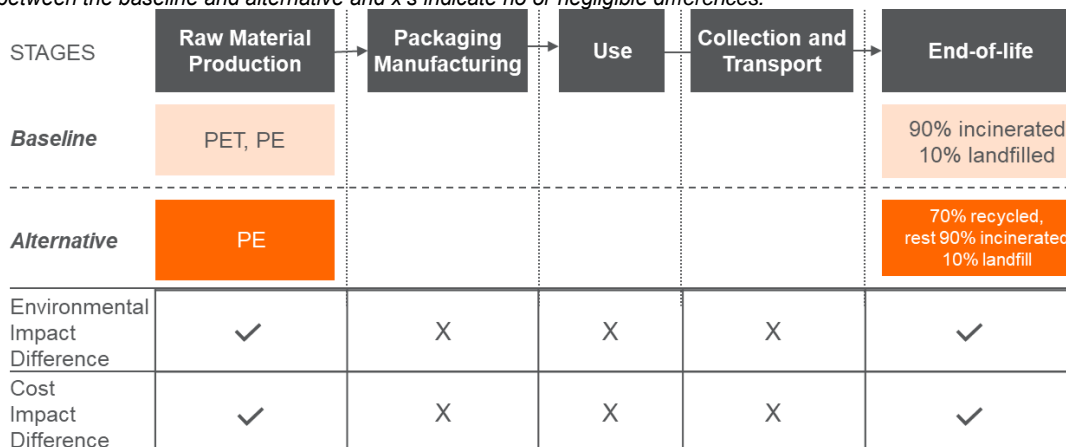 between the baseline and alternative and x's indicate no or negligible differences.
STAGES
Raw Material
Production
Packaging
Manufacturing
Use
Collection and
Transport
End-of-life
Baseline
PET, PE
90% incinerated
10% landfilled
Alternative
PE
70% recycled,
rest 90% incinerated
10% landfill
Environmental
Impact
Difference
✓ X X X ✓
Cost
Impact
Difference
✓ X X X ✓